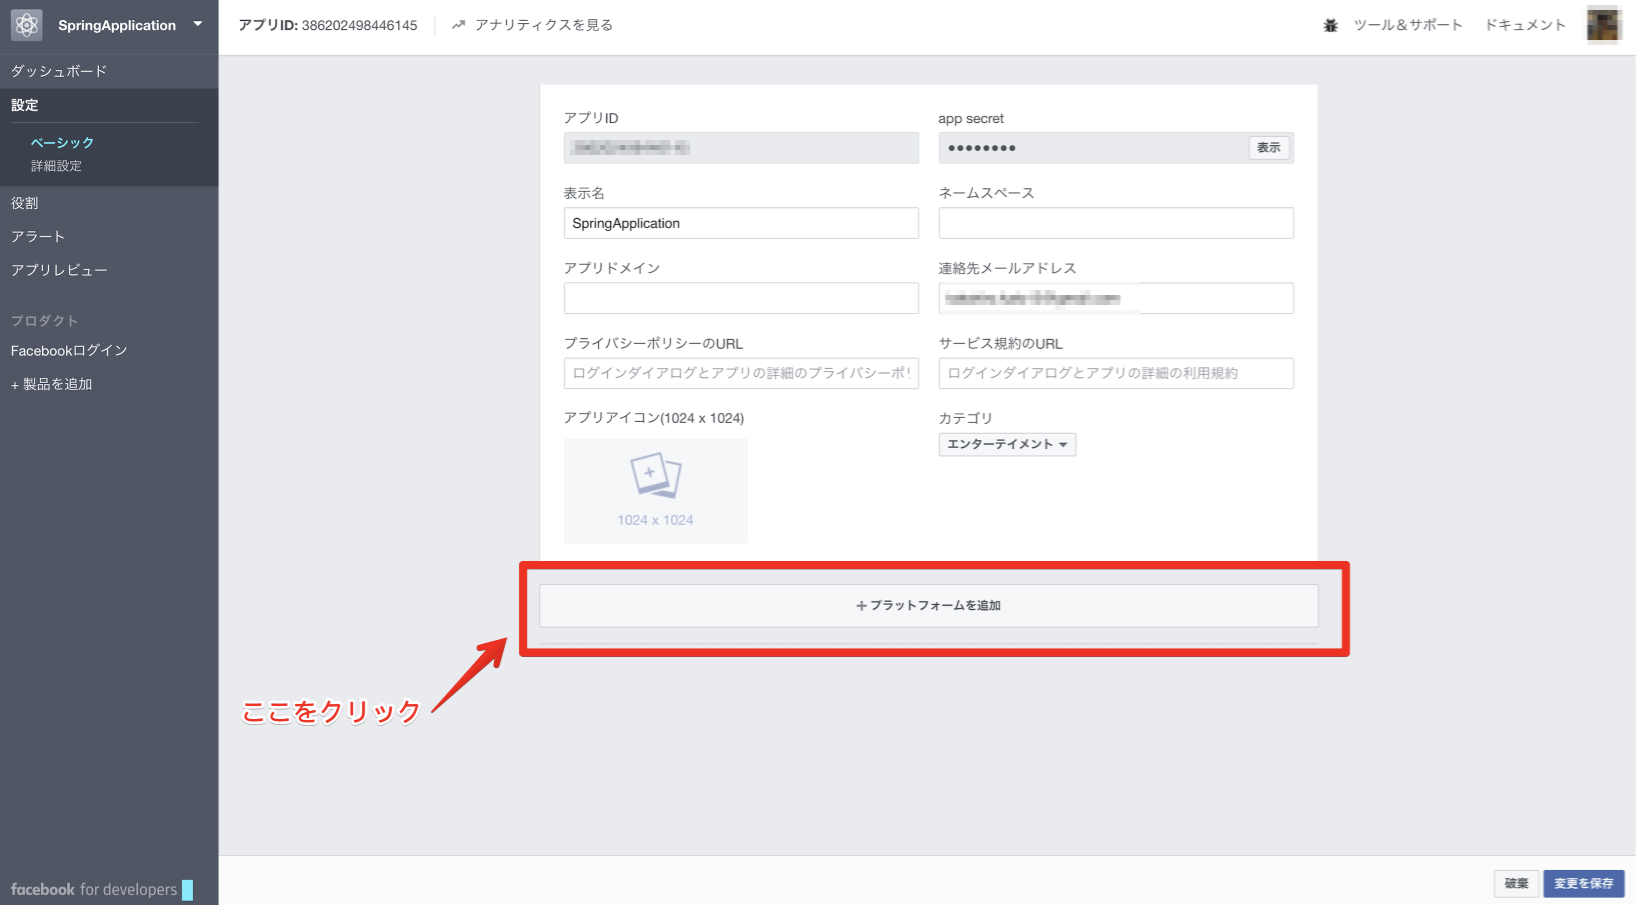 SpringApplication
アプリID: 386202498446145
アナリティクスを見る
ツール＆サポート
ドキュメント
ダッシュボード
設定
ベーシック
詳細設定
役割
アラート
アプリレビュー
プロダクト
Facebookログイン
+ 製品を追加
アプリID
app secret
●●●●●●●●
表示
表示名
ネームスペース
SpringApplication
アプリドメイン
連絡先メールアドレス
プライバシーポリシーのURL
サービス規約のURL
ログインダイアログとアプリの詳細のプライバシーポリ
ログインダイアログとアプリの詳細の利用規約
アプリアイコン(1024 x 1024)
カテゴリ
エンターテイメント
1024 x 1024
+ プラットフォームを追加
ここをクリック
facebook for developers
破棄
変更を保存